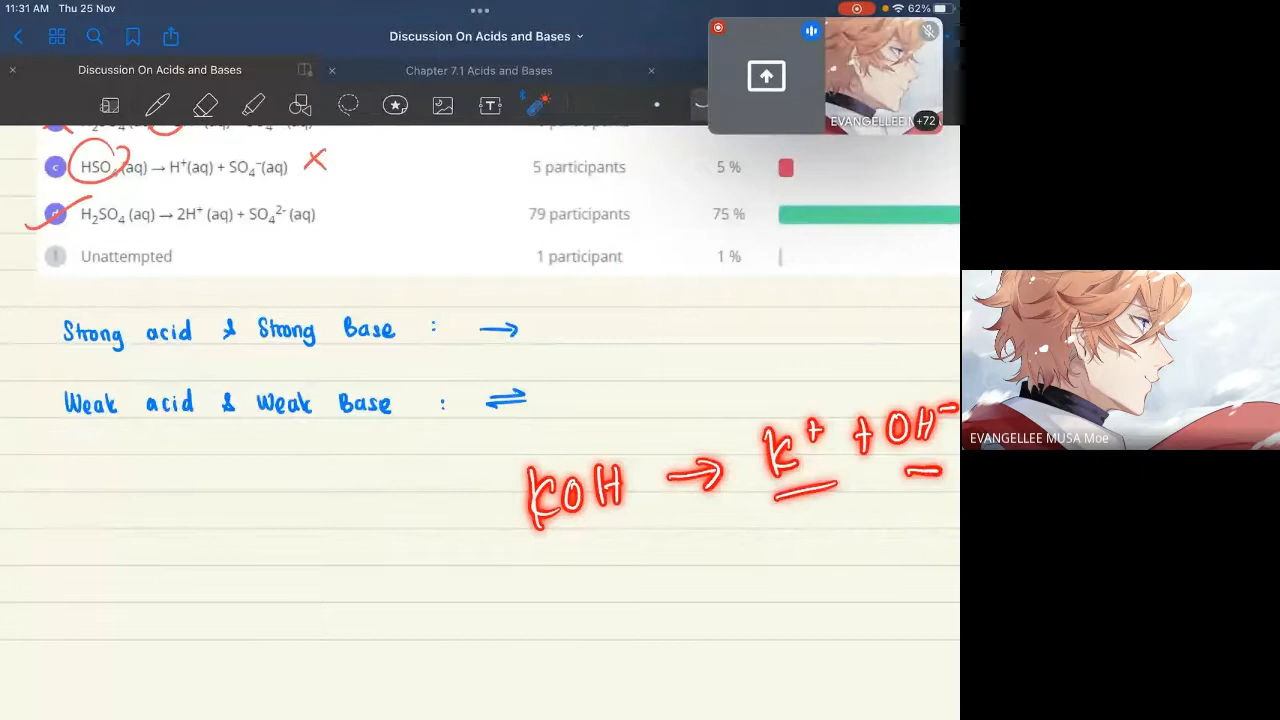 11:31 AM Thu 25 Nov
62%
Discussion On Acids and Bases
Discussion On Acids and Bases
Chapter 7.1 Acids and Bases
EVANGELLEE M
+72
c HSO₄ (aq) → H⁺(aq) + SO₄⁻(aq) 5 participants 5 %
d H₂SO₄ (aq) → 2H⁺ (aq) + SO₄²⁻ (aq) 79 participants 75 %
! Unattempted 1 participant 1 %
Strong acid & Strong Base : →
Weak acid & Weak Base : ⇌
KOH → K⁺ + OH⁻
EVANGELLEE MUSA Moe